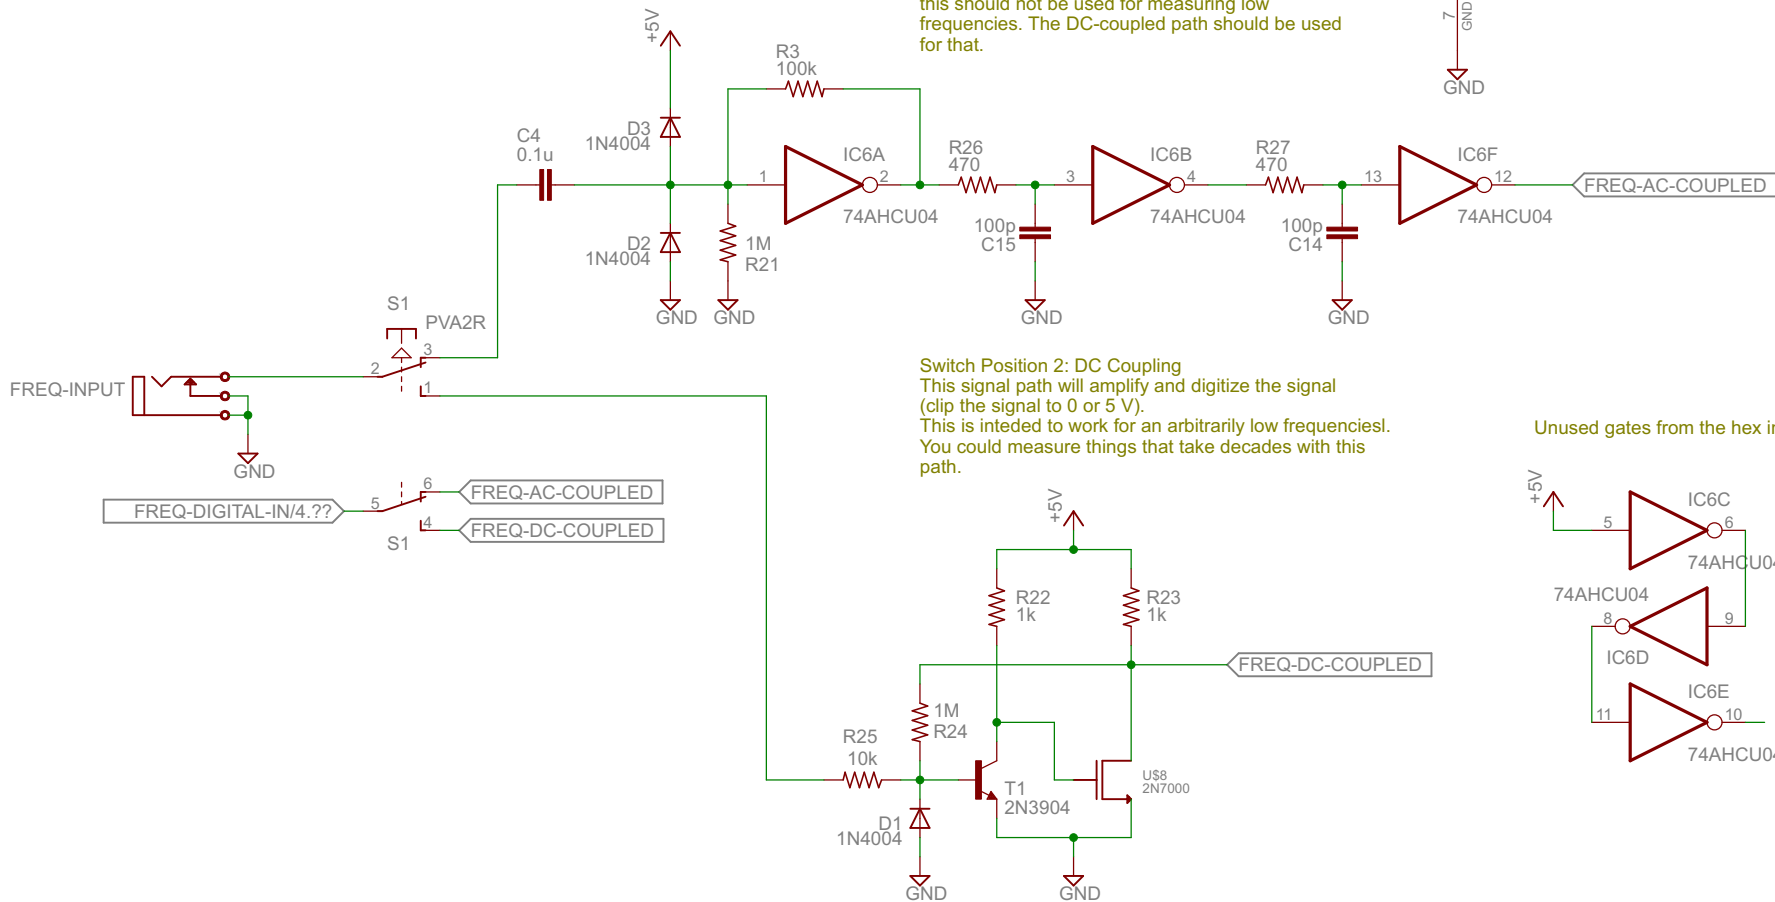 this should not be used for measuring low
frequencies. The DC-coupled path should be used
for that.
+5V
7
GND
GND
R3
100k
C4
0.1u
D3
1N4004
1
IC6A
2
74AHCU04
R26
470
3
IC6B
4
74AHCU04
R27
470
13
IC6F
12
74AHCU04
FREQ-AC-COUPLED
D2
1N4004
1M
R21
100p
C15
100p
C14
GND
GND
GND
GND
S1
PVA2R
2
3
1
FREQ-INPUT
GND
Switch Position 2: DC Coupling
This signal path will amplify and digitize the signal
(clip the signal to 0 or 5 V).
This is inteded to work for an arbitrarily low frequenciesl.
You could measure things that take decades with this
path.
Unused gates from the hex
FREQ-DIGITAL-IN/4.??
5
6
FREQ-AC-COUPLED
4
FREQ-DC-COUPLED
S1
+5V
R22
1k
R23
1k
FREQ-DC-COUPLED
1M
R24
R25
10k
T1
2N3904
U$8
2N7000
D1
1N4004
GND
GND
+5V
5
IC6C
6
74AHCU04
74AHCU04
8
9
IC6D
11
IC6E
10
74AHCU04